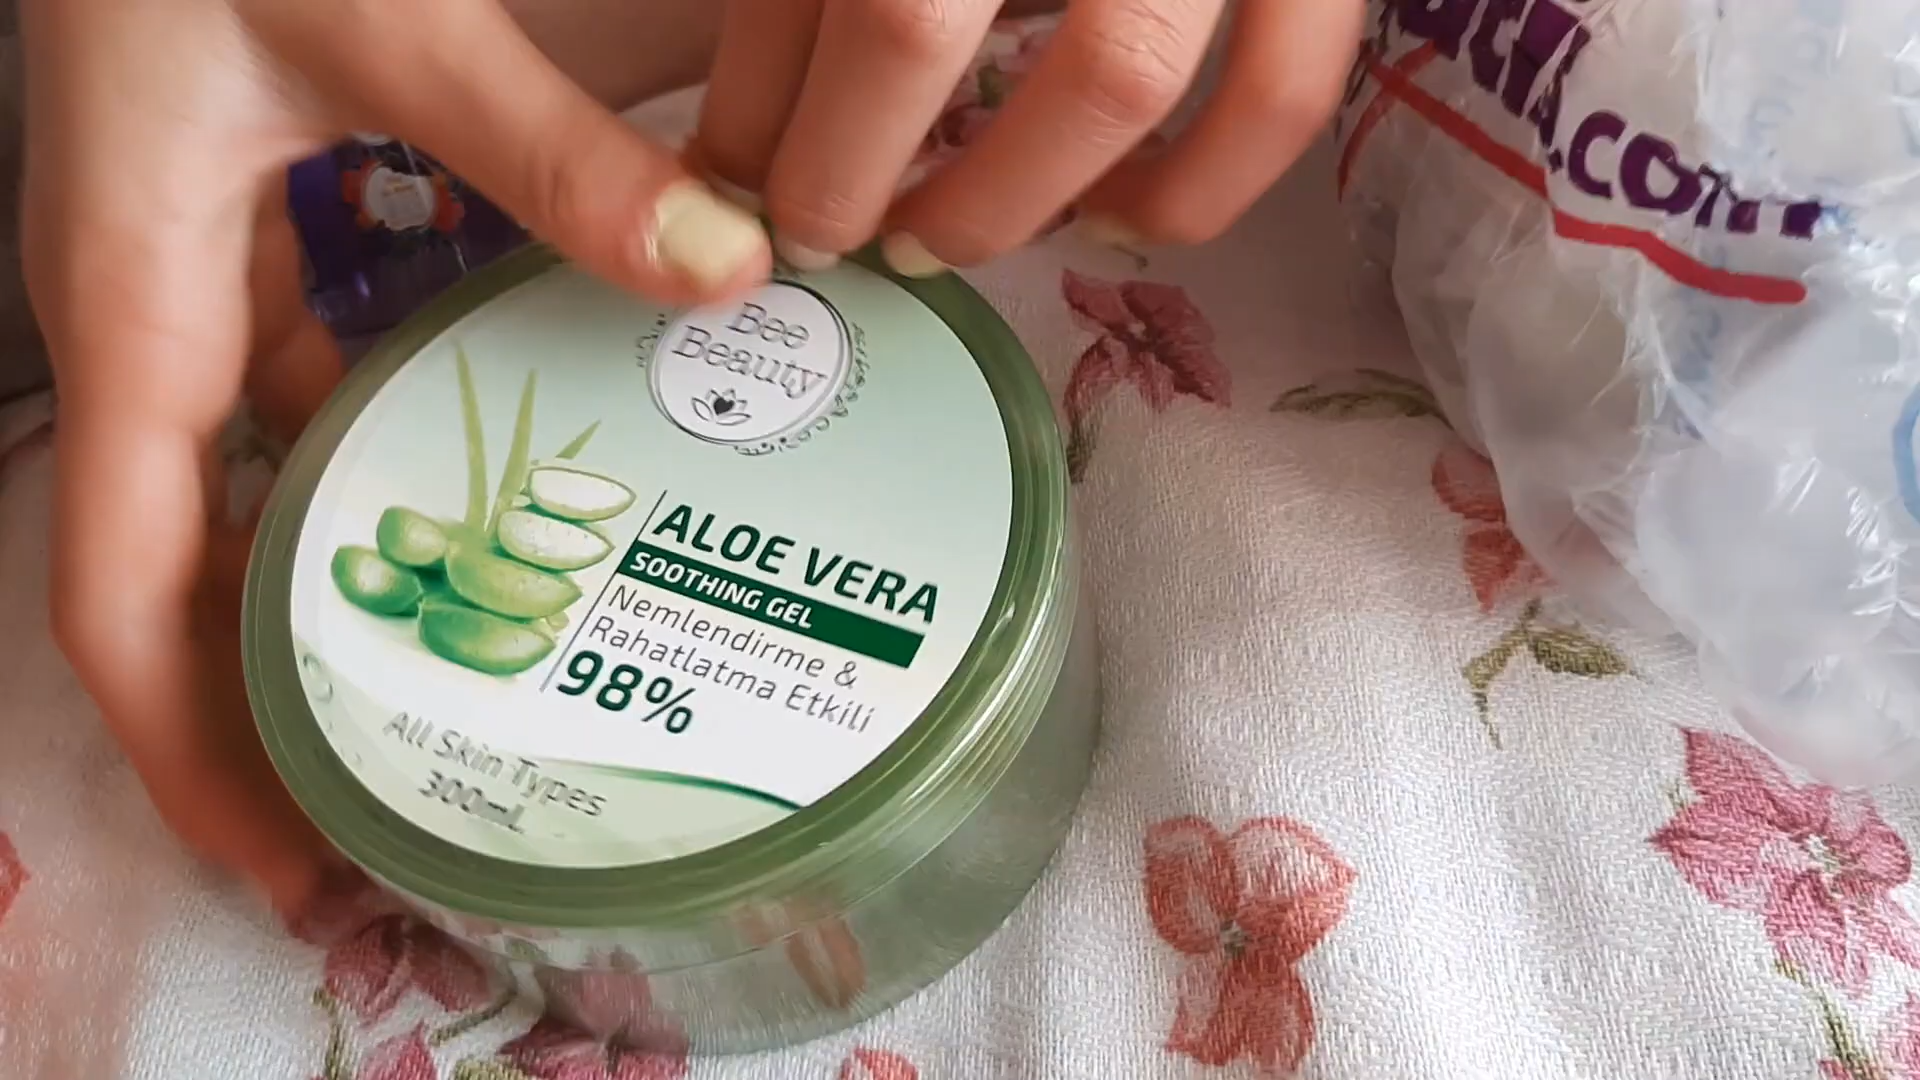 Bee
Beauty
ALOE VERA
SOOTHING GEL
Nemlendirme &
Rahatlatma Etkili
98%
All Skin Types
300mL
.com